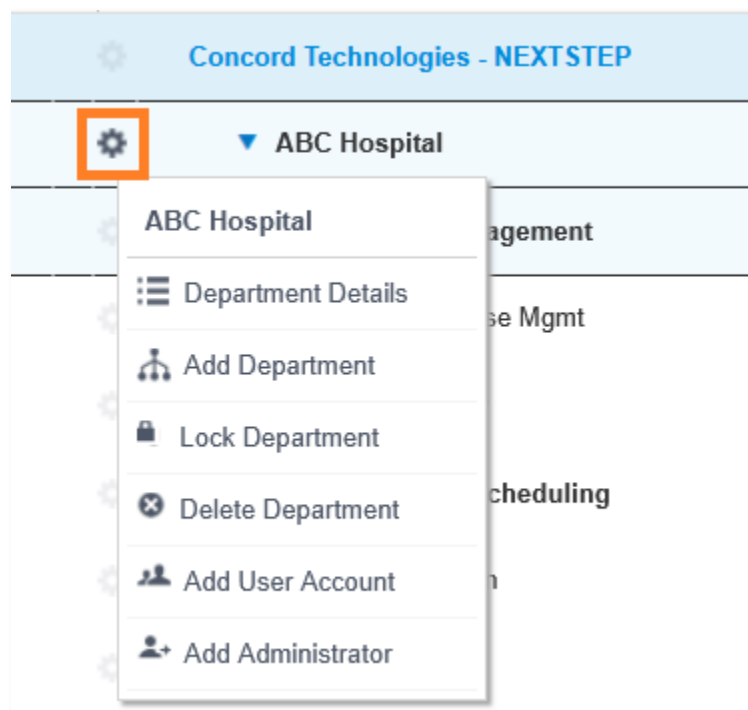 Concord Technologies - NEXTSTEP
ABC Hospital
ABC Hospital
agement
Department Details
se Mgmt
Add Department
Lock Department
cheduling
Delete Department
Add User Account
Add Administrator